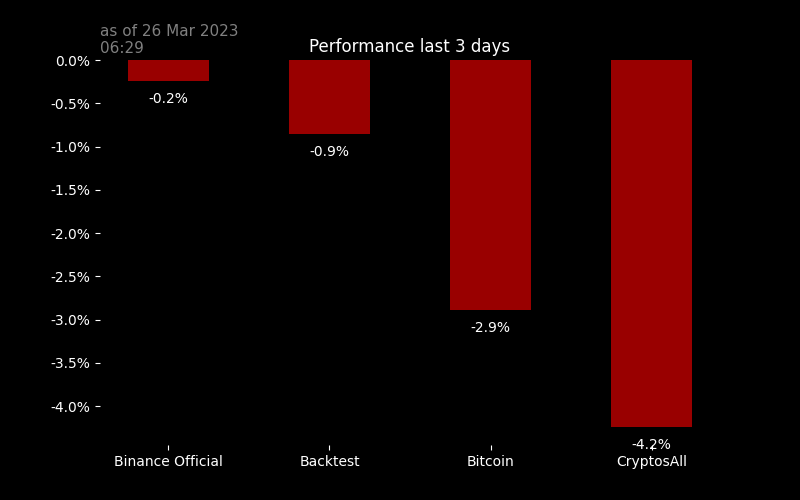 as of 26 Mar 2023
06:29
Performance last 3 days
0.0%
-0.5%
-1.0%
-1.5%
-2.0%
-2.5%
-3.0%
-3.5%
-4.0%
-0.2%
-0.9%
-2.9%
-4.2%
Binance Official
Backtest
Bitcoin
CryptosAll